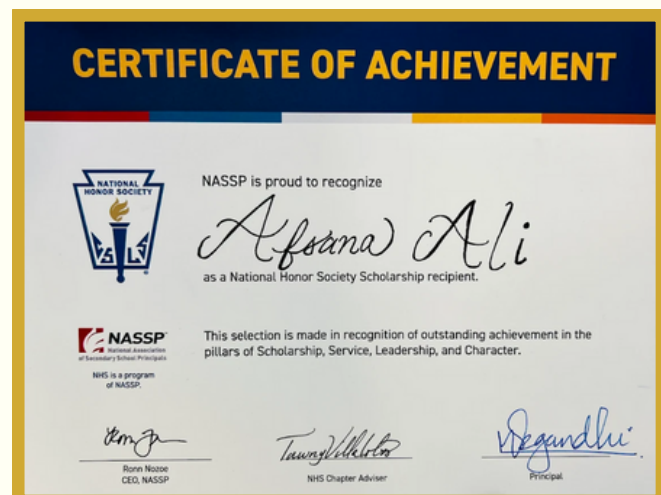 CERTIFICATE OF ACHIEVEMENT
NATIONAL
HONOR SOCIETY
NASSP is proud to recognize
Afsana Ali
as a National Honor Society Scholarship recipient.
NASSP
National Association
of Secondary School Principals
NHS is a program
of NASSP.
This selection is made in recognition of outstanding achievement in the
pillars of Scholarship, Service, Leadership, and Character.
Ronn Nozoe
CEO, NASSP
Tawny Villalobos
NHS Chapter Adviser
Principal